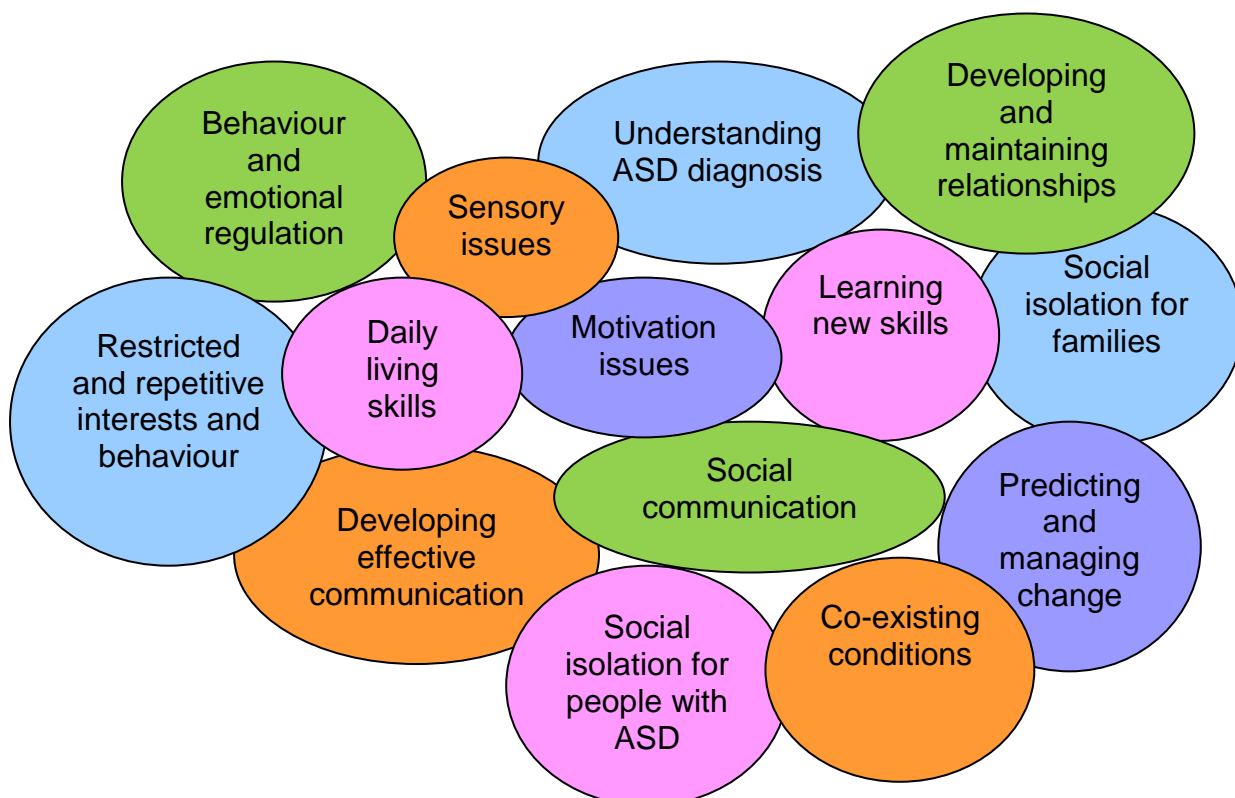 Behaviour
and
emotional
regulation
Sensory
issues
Understanding
ASD diagnosis
Developing
and
maintaining
relationships
Restricted
and repetitive
interests and
behaviour
Daily
living
skills
Motivation
issues
Learning
new skills
Social
isolation for
families
Developing
effective
communication
Social
communication
Predicting
and
managing
change
Social
isolation for
people with
ASD
Co-existing
conditions